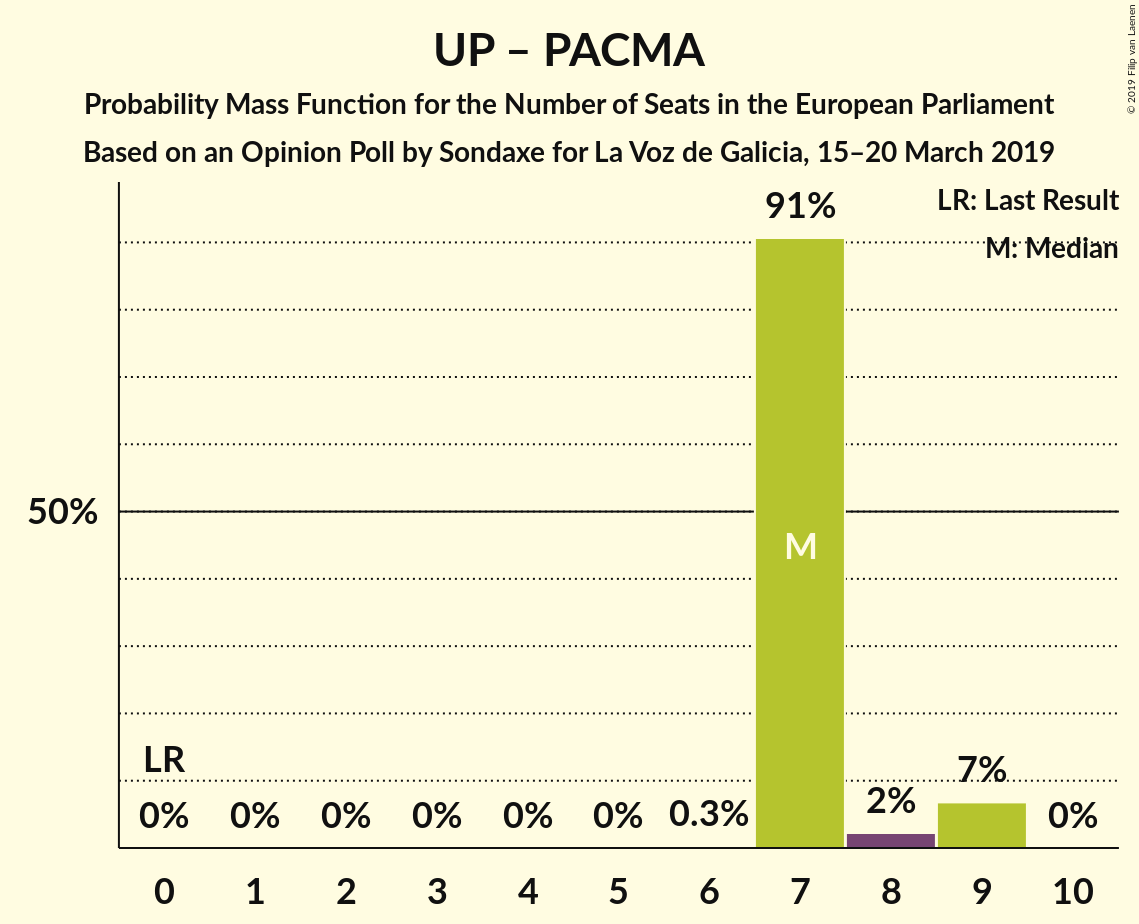 UP – PACMA
Probability Mass Function for the Number of Seats in the European Parliament
Based on an Opinion Poll by Sondaxe for La Voz de Galicia, 15–20 March 2019
© 2019 Filip van Laenen
LR: Last Result
M: Median
91%
50%
M
LR
0% 0% 0% 0% 0% 0% 0.3% 2% 7% 0%
0 1 2 3 4 5 6 7 8 9 10